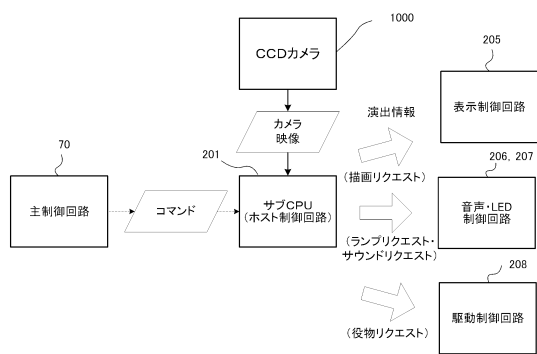 1000
CCDカメラ
205
カメラ
映像
演出情報
表示制御回路
70
201
(描画リクエスト)
206, 207
主制御回路
コマンド
サブCPU
(ホスト制御回路)
音声・LED
制御回路
(ランプリクエスト・
サウンドリクエスト)
208
(役物リクエスト)
駆動制御回路